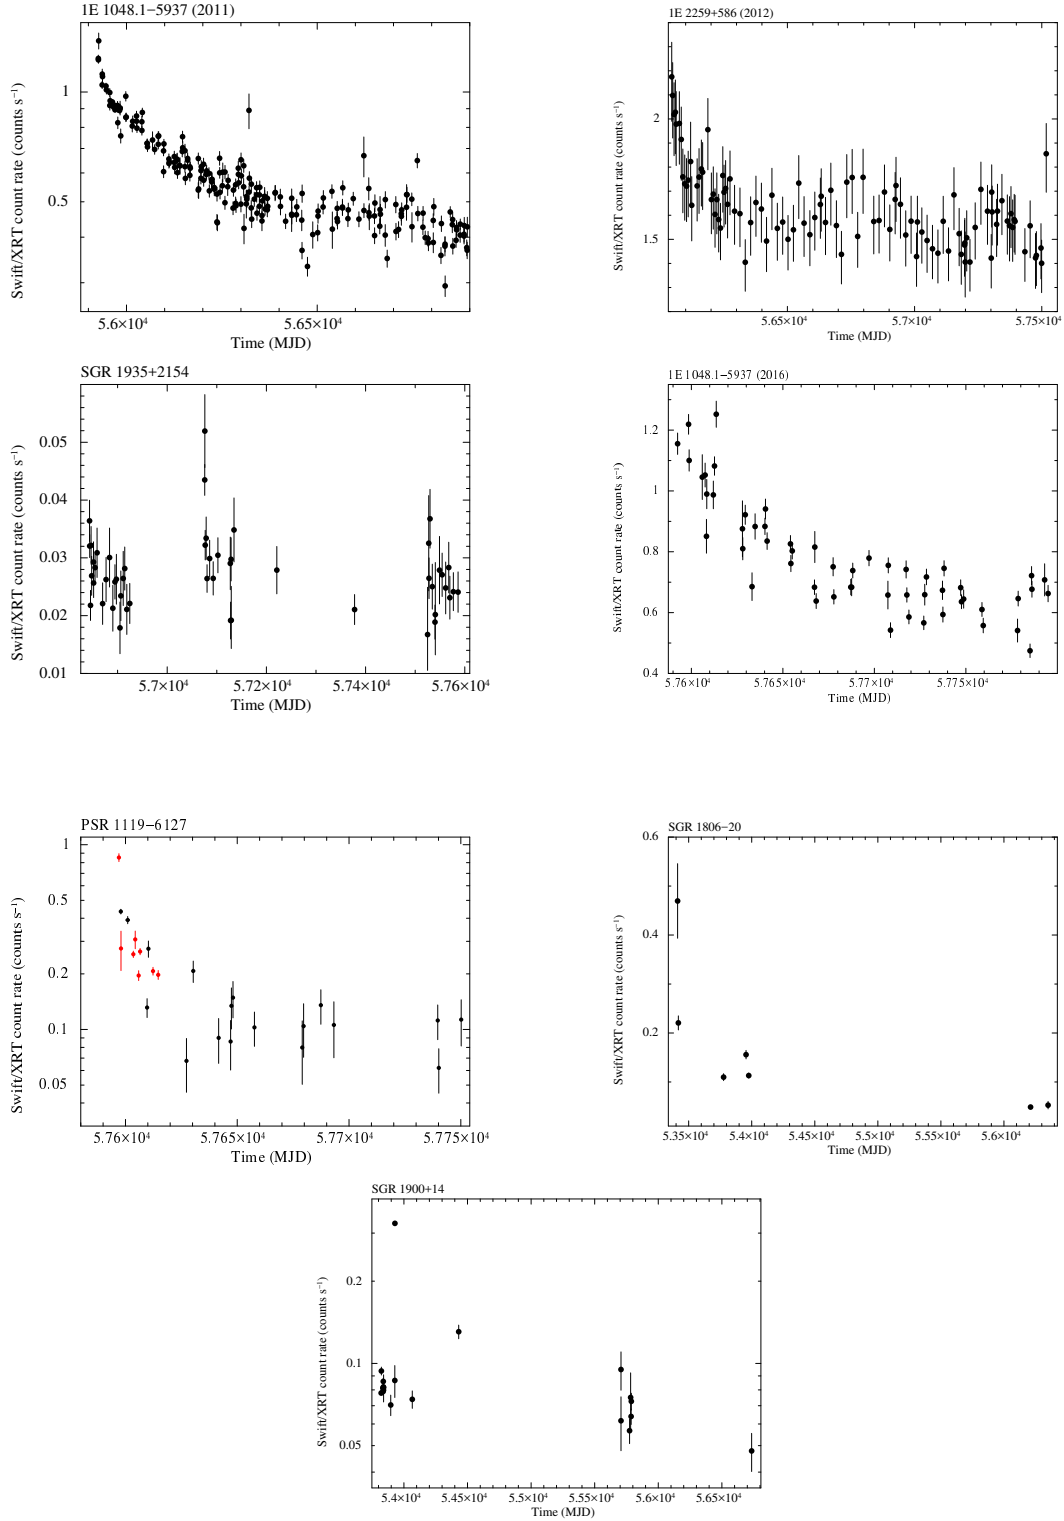 1E 1048.1−5937 (2011)
Swift/XRT count rate (counts s⁻¹)
1
0.5
5.6×10⁴
5.65×10⁴
Time (MJD)
1E 2259+586 (2012)
Swift/XRT count rate (counts s⁻¹)
2
1.5
5.65×10⁴
5.7×10⁴
5.75×10⁴
Time (MJD)
SGR 1935+2154
Swift/XRT count rate (counts s⁻¹)
0.05
0.04
0.03
0.02
0.01
5.7×10⁴
5.72×10⁴
5.74×10⁴
5.76×10⁴
Time (MJD)
1E 1048.1−5937 (2016)
Swift/XRT count rate (counts s⁻¹)
1.2
1
0.8
0.6
0.4
5.76×10⁴
5.765×10⁴
5.77×10⁴
5.775×10⁴
Time (MJD)
PSR 1119−6127
Swift/XRT count rate (counts s⁻¹)
1
0.5
0.2
0.1
0.05
5.76×10⁴
5.765×10⁴
5.77×10⁴
5.775×10⁴
Time (MJD)
SGR 1806−20
Swift/XRT count rate (counts s⁻¹)
0.6
0.4
0.2
5.35×10⁴
5.4×10⁴
5.45×10⁴
5.5×10⁴
5.55×10⁴
5.6×10⁴
Time (MJD)
SGR 1900+14
Swift/XRT count rate (counts s⁻¹)
0.2
0.1
0.05
5.4×10⁴
5.45×10⁴
5.5×10⁴
5.55×10⁴
5.6×10⁴
5.65×10⁴
Time (MJD)